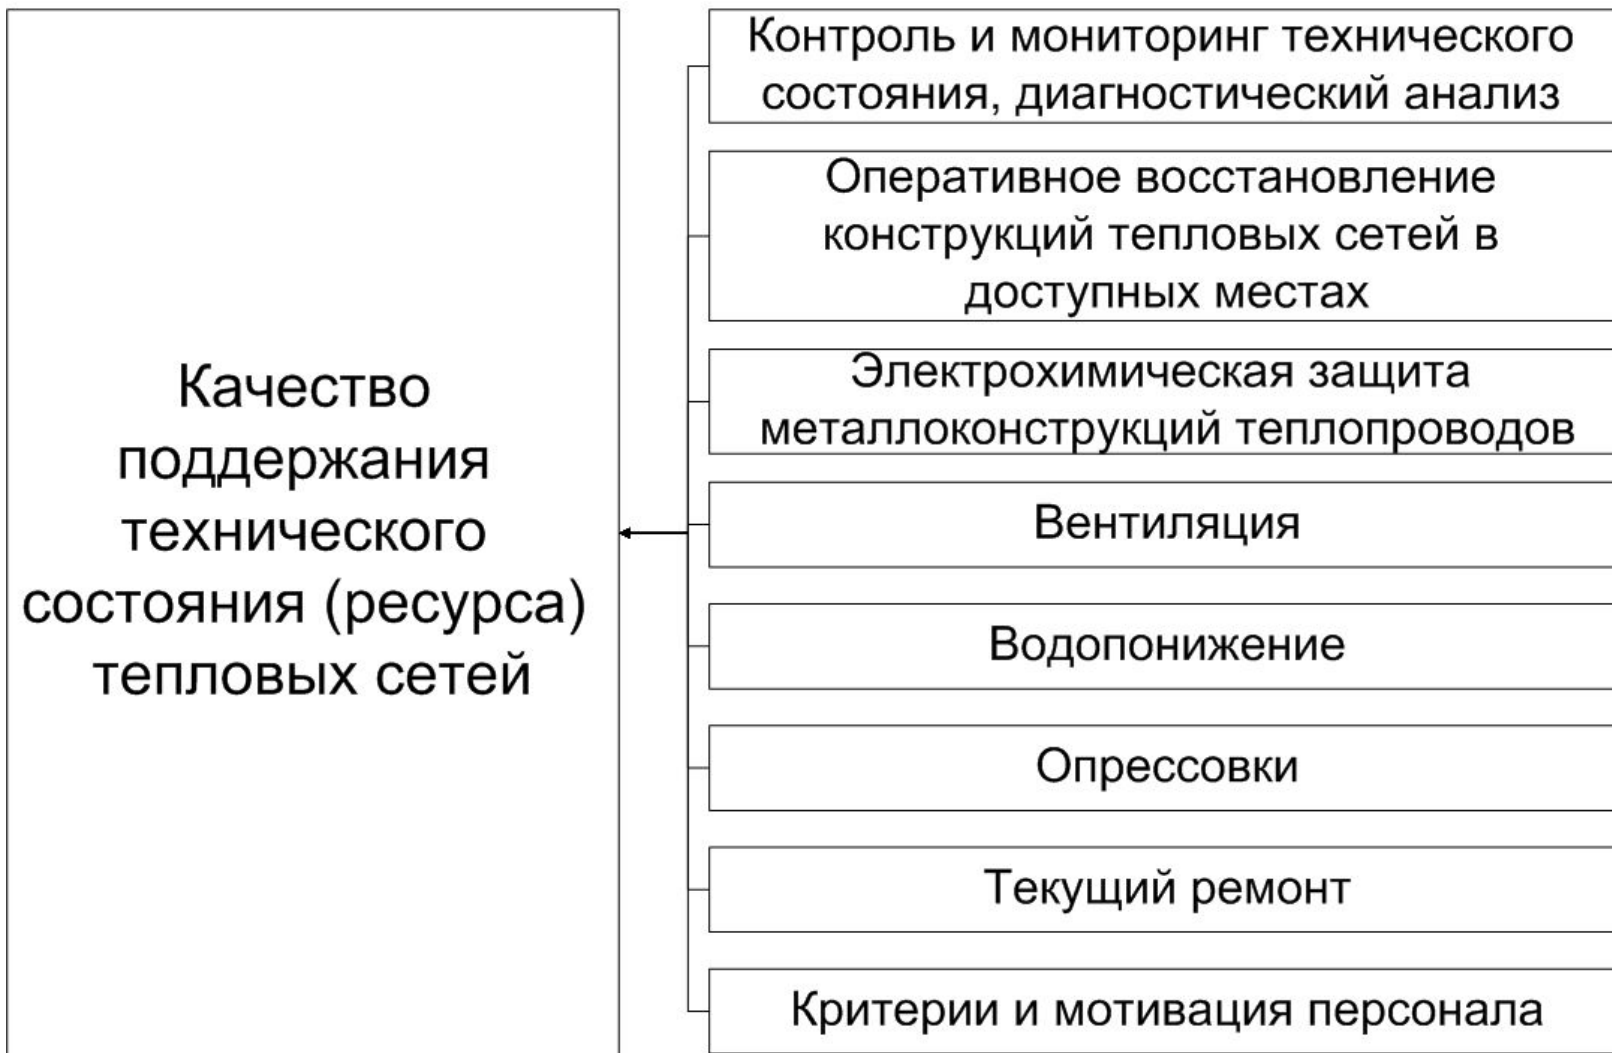 Качество
поддержания
технического
состояния (ресурса)
тепловых сетей
Контроль и мониторинг технического
состояния, диагностический анализ
Оперативное восстановление
конструкций тепловых сетей в
доступных местах
Электрохимическая защита
металлоконструкций теплопроводов
Вентиляция
Водопонижение
Опрессовки
Текущий ремонт
Критерии и мотивация персонала